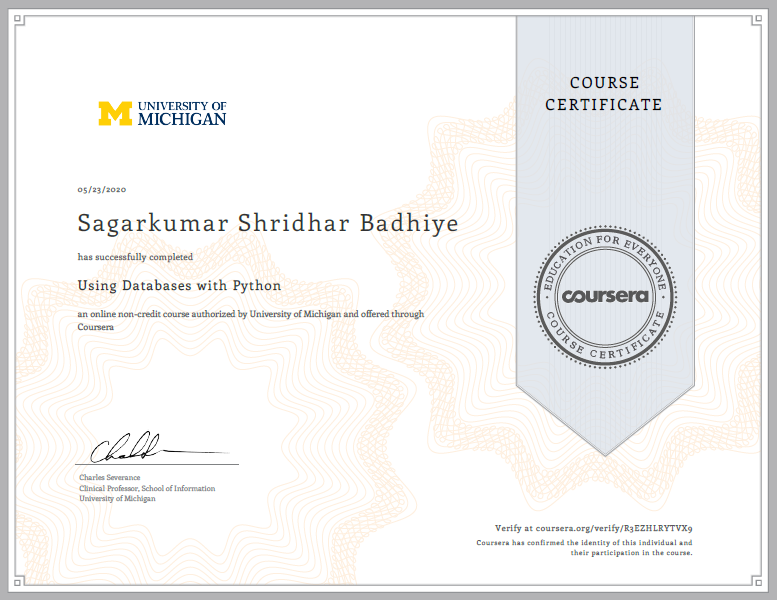 COURSE
CERTIFICATE
UNIVERSITY OF
MICHIGAN
05/23/2020
Sagarkumar Shridhar Badhiye
has successfully completed
Using Databases with Python
an online non-credit course authorized by University of Michigan and offered through
Coursera
EDUCATION FOR EVERYONE
coursera
COURSE CERTIFICATE
Charles Severance
Clinical Professor, School of Information
University of Michigan
Verify at coursera.org/verify/R3EZHLRYTVX9
Coursera has confirmed the identity of this individual and
their participation in the course.